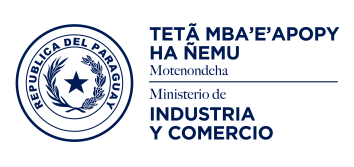 REPUBLICA DEL PARAGUAY
TETÃ MBA'E'APOPY
HA ÑEMU
Motenondeha
Ministerio de
INDUSTRIA
Y COMERCIO